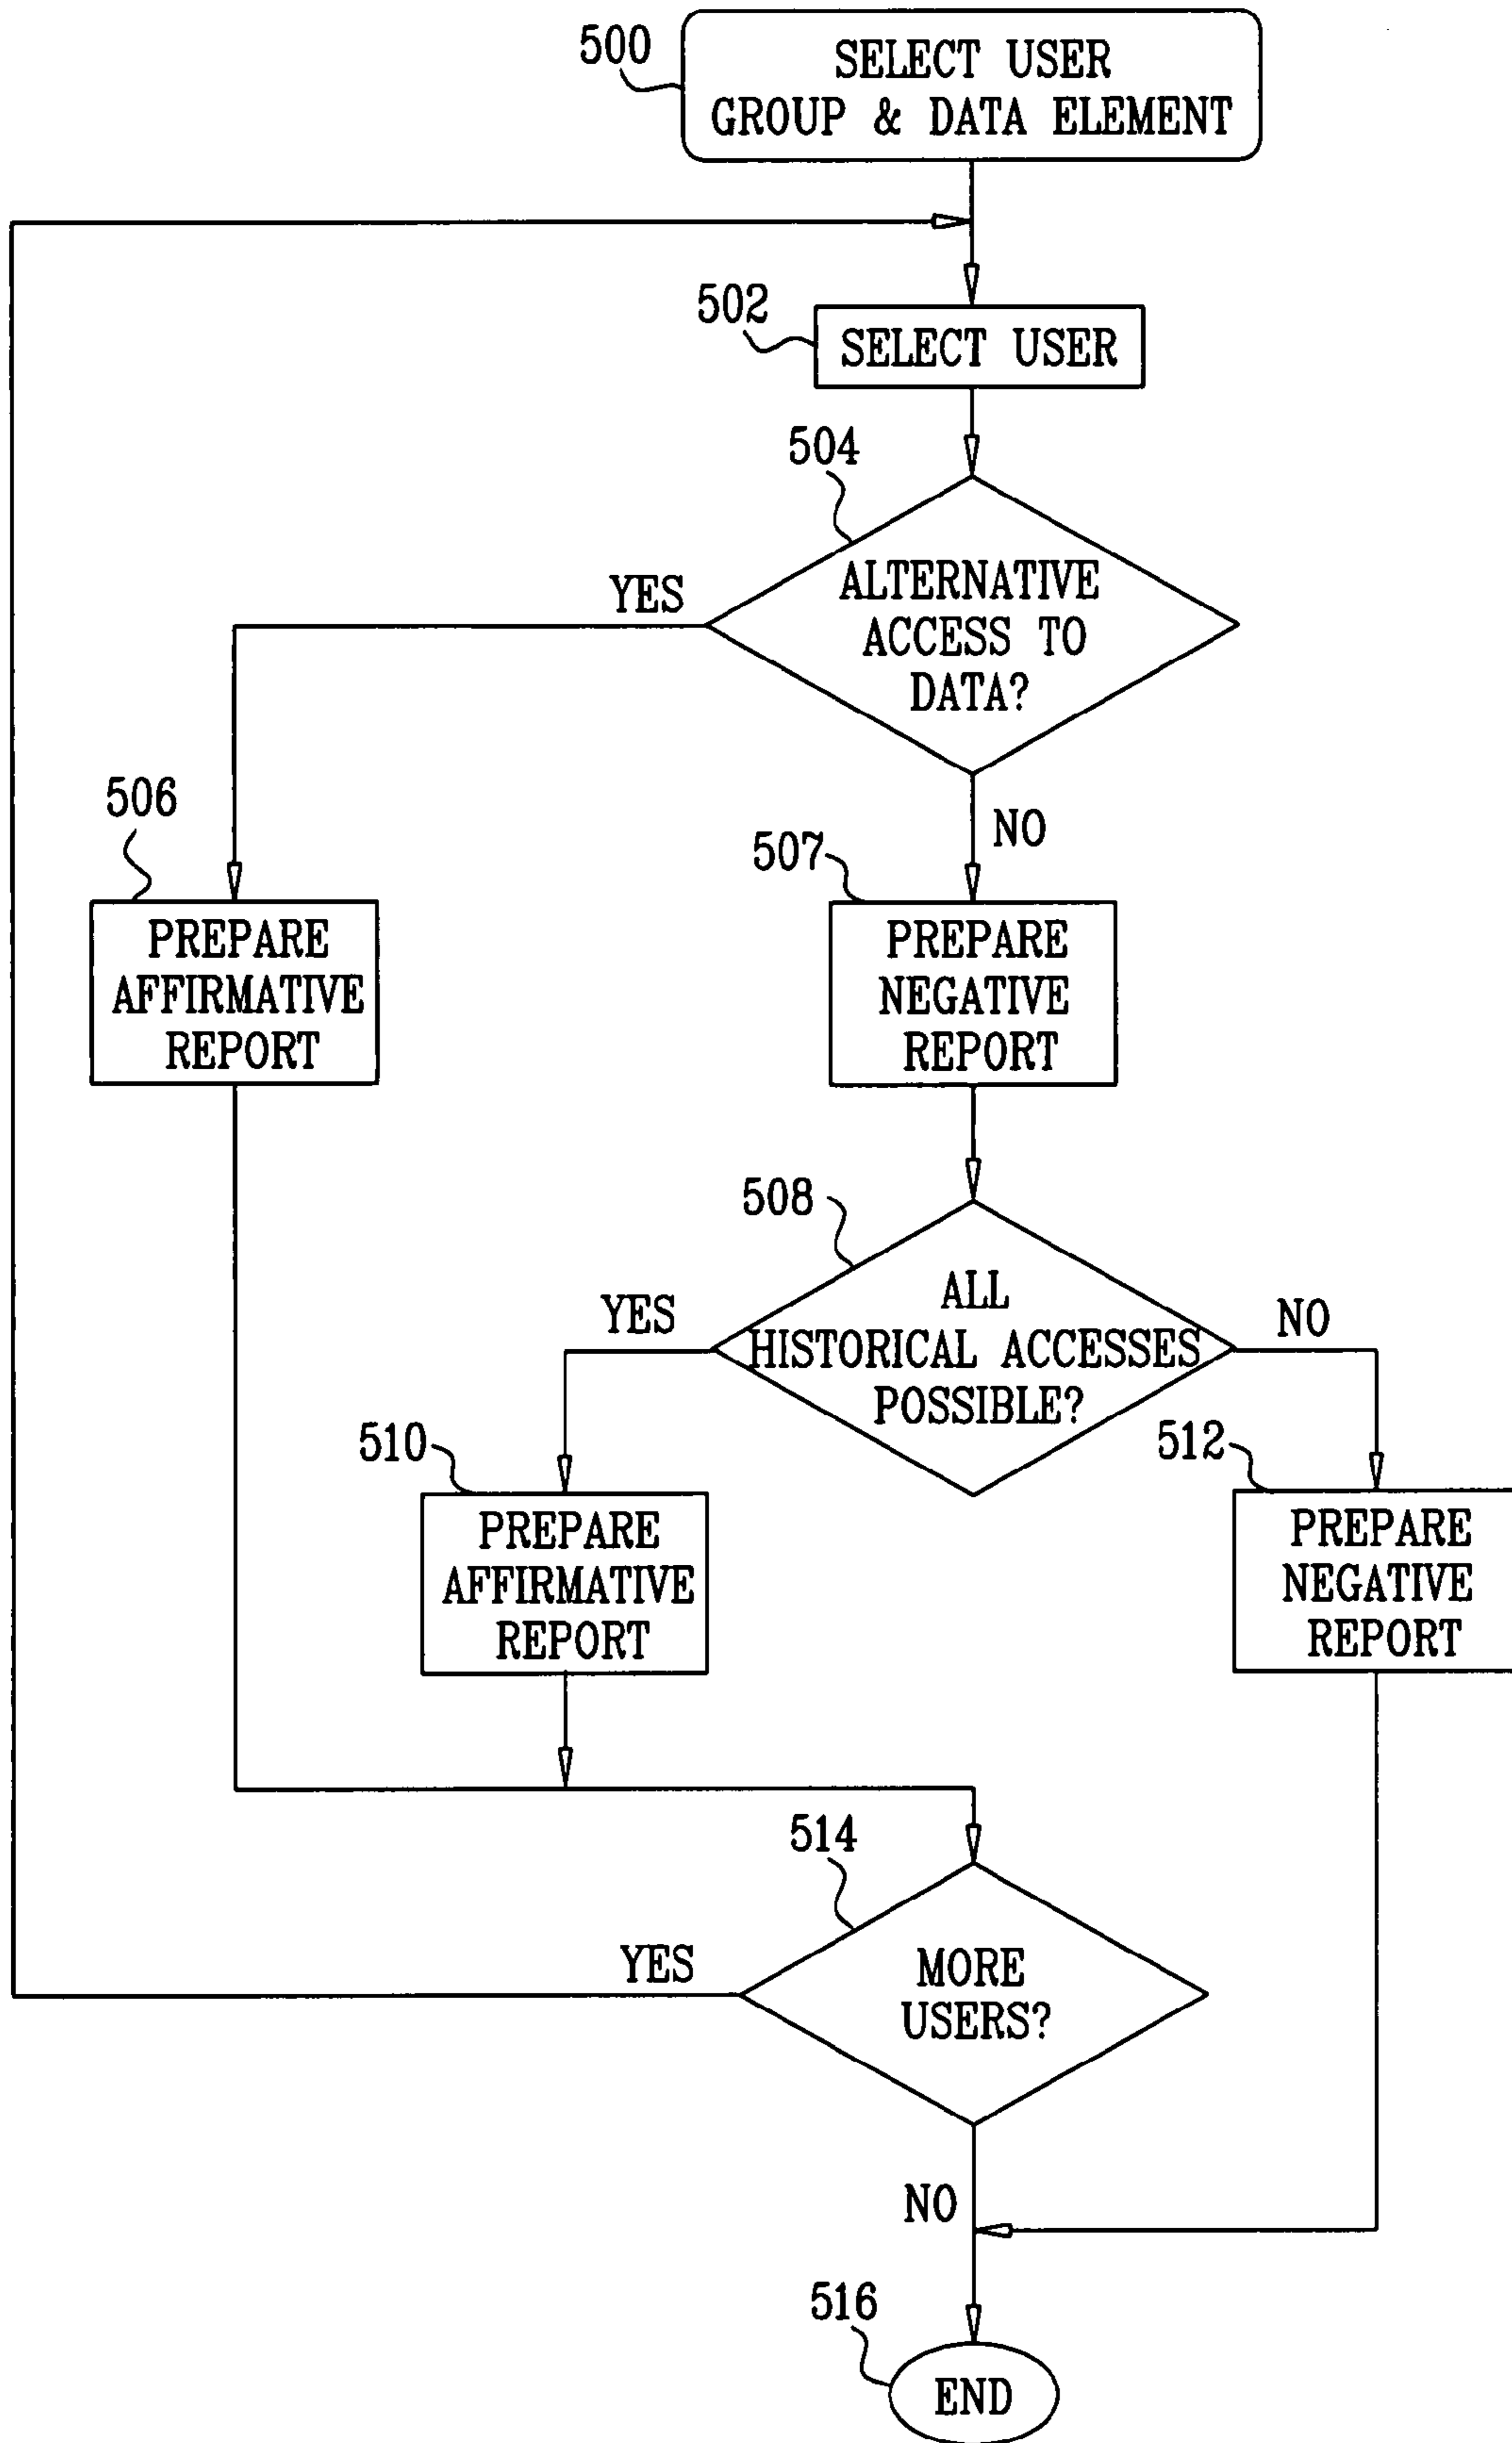 500
SELECT USER
GROUP & DATA ELEMENT
502
SELECT USER
504
ALTERNATIVE
ACCESS TO
DATA?
YES
NO
506
PREPARE
AFFIRMATIVE
REPORT
507
PREPARE
NEGATIVE
REPORT
508
ALL
HISTORICAL ACCESSES
POSSIBLE?
YES
NO
510
PREPARE
AFFIRMATIVE
REPORT
512
PREPARE
NEGATIVE
REPORT
514
MORE
USERS?
YES
NO
516
END